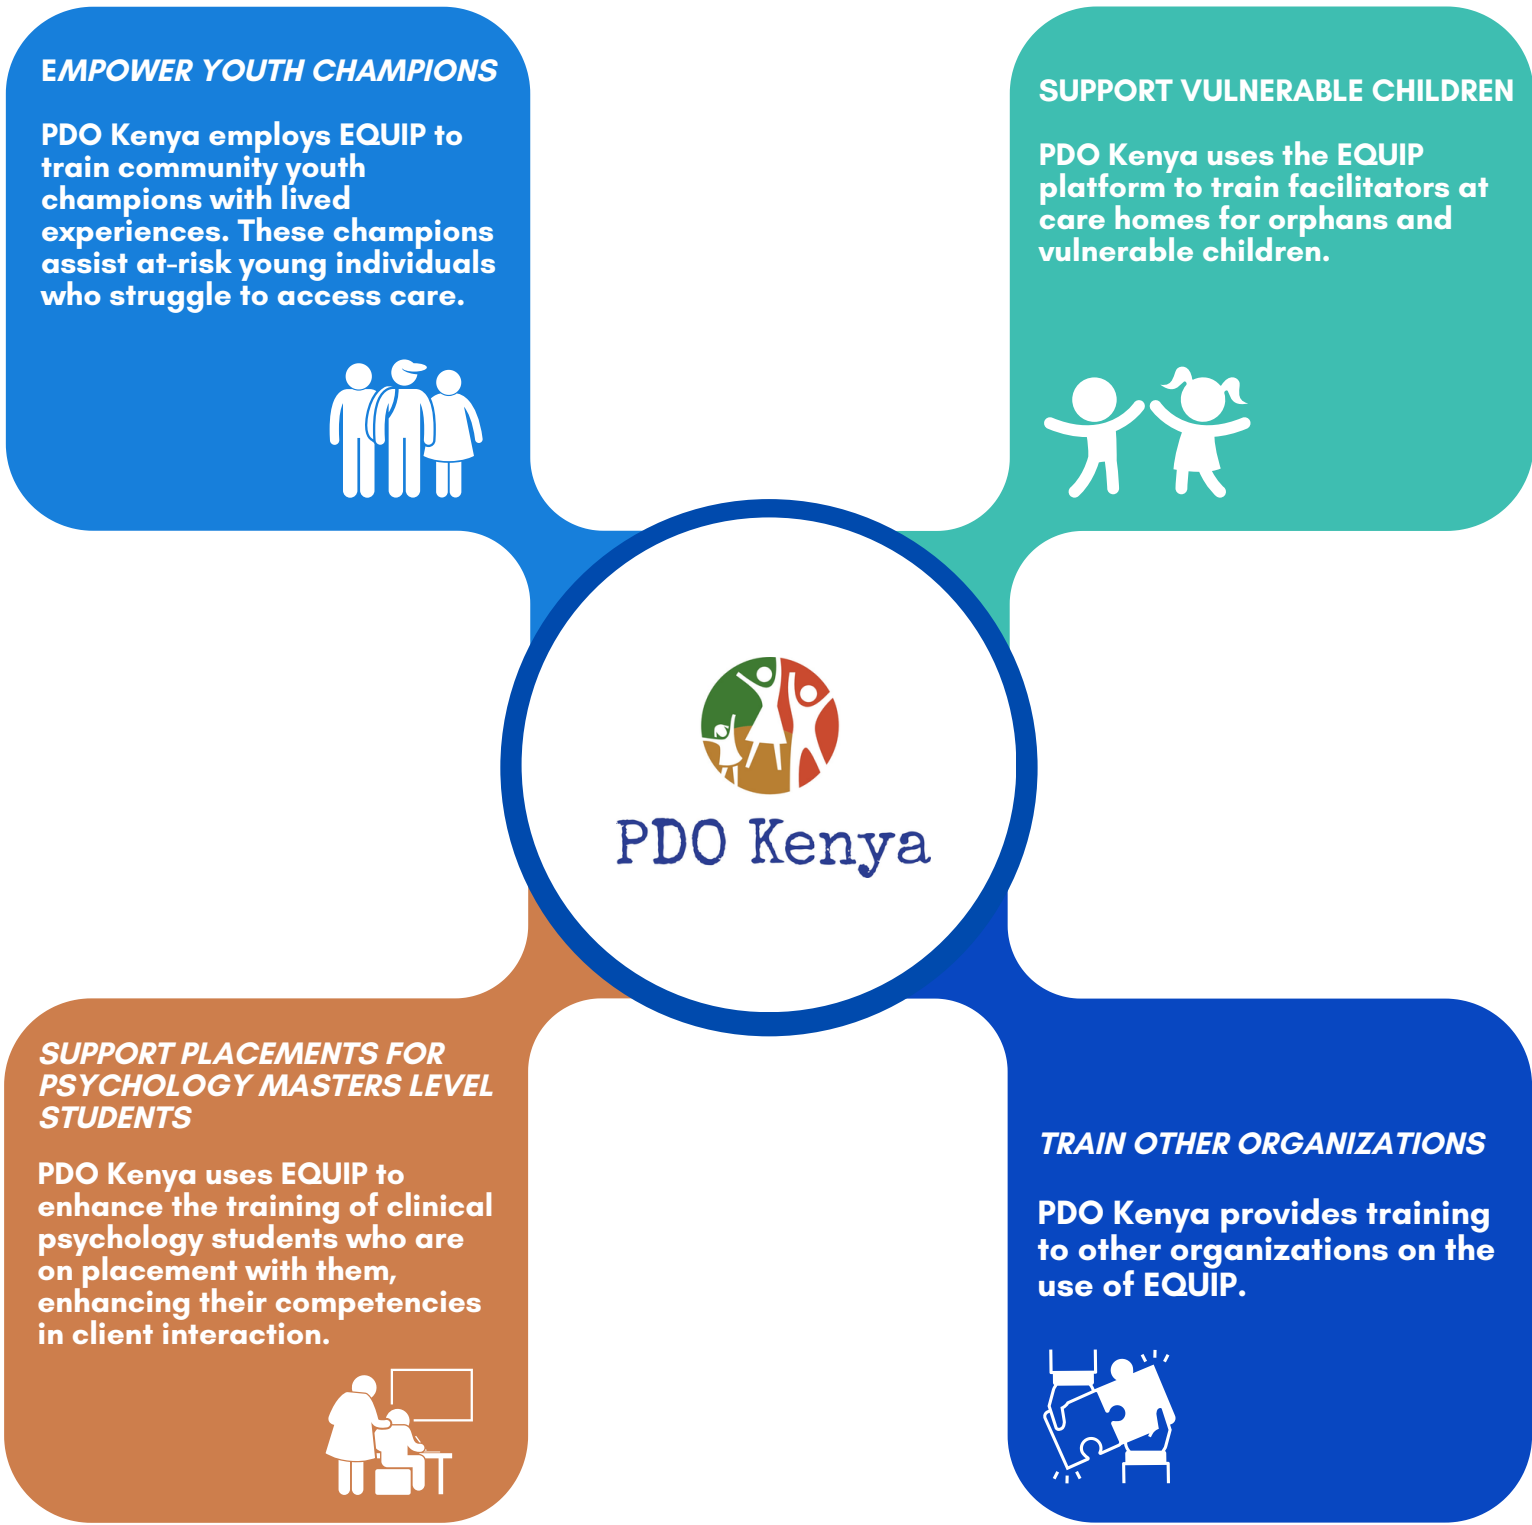 EMPOWER YOUTH CHAMPIONS
PDO Kenya employs EQUIP to
train community youth
champions with lived
experiences. These champions
assist at-risk young individuals
who struggle to access care.
SUPPORT VULNERABLE CHILDREN
PDO Kenya uses the EQUIP
platform to train facilitators at
care homes for orphans and
vulnerable children.
PDO Kenya
SUPPORT PLACEMENTS FOR
PSYCHOLOGY MASTERS LEVEL
STUDENTS
PDO Kenya uses EQUIP to
enhance the training of clinical
psychology students who are
on placement with them,
enhancing their competencies
in client interaction.
TRAIN OTHER ORGANIZATIONS
PDO Kenya provides training
to other organizations on the
use of EQUIP.